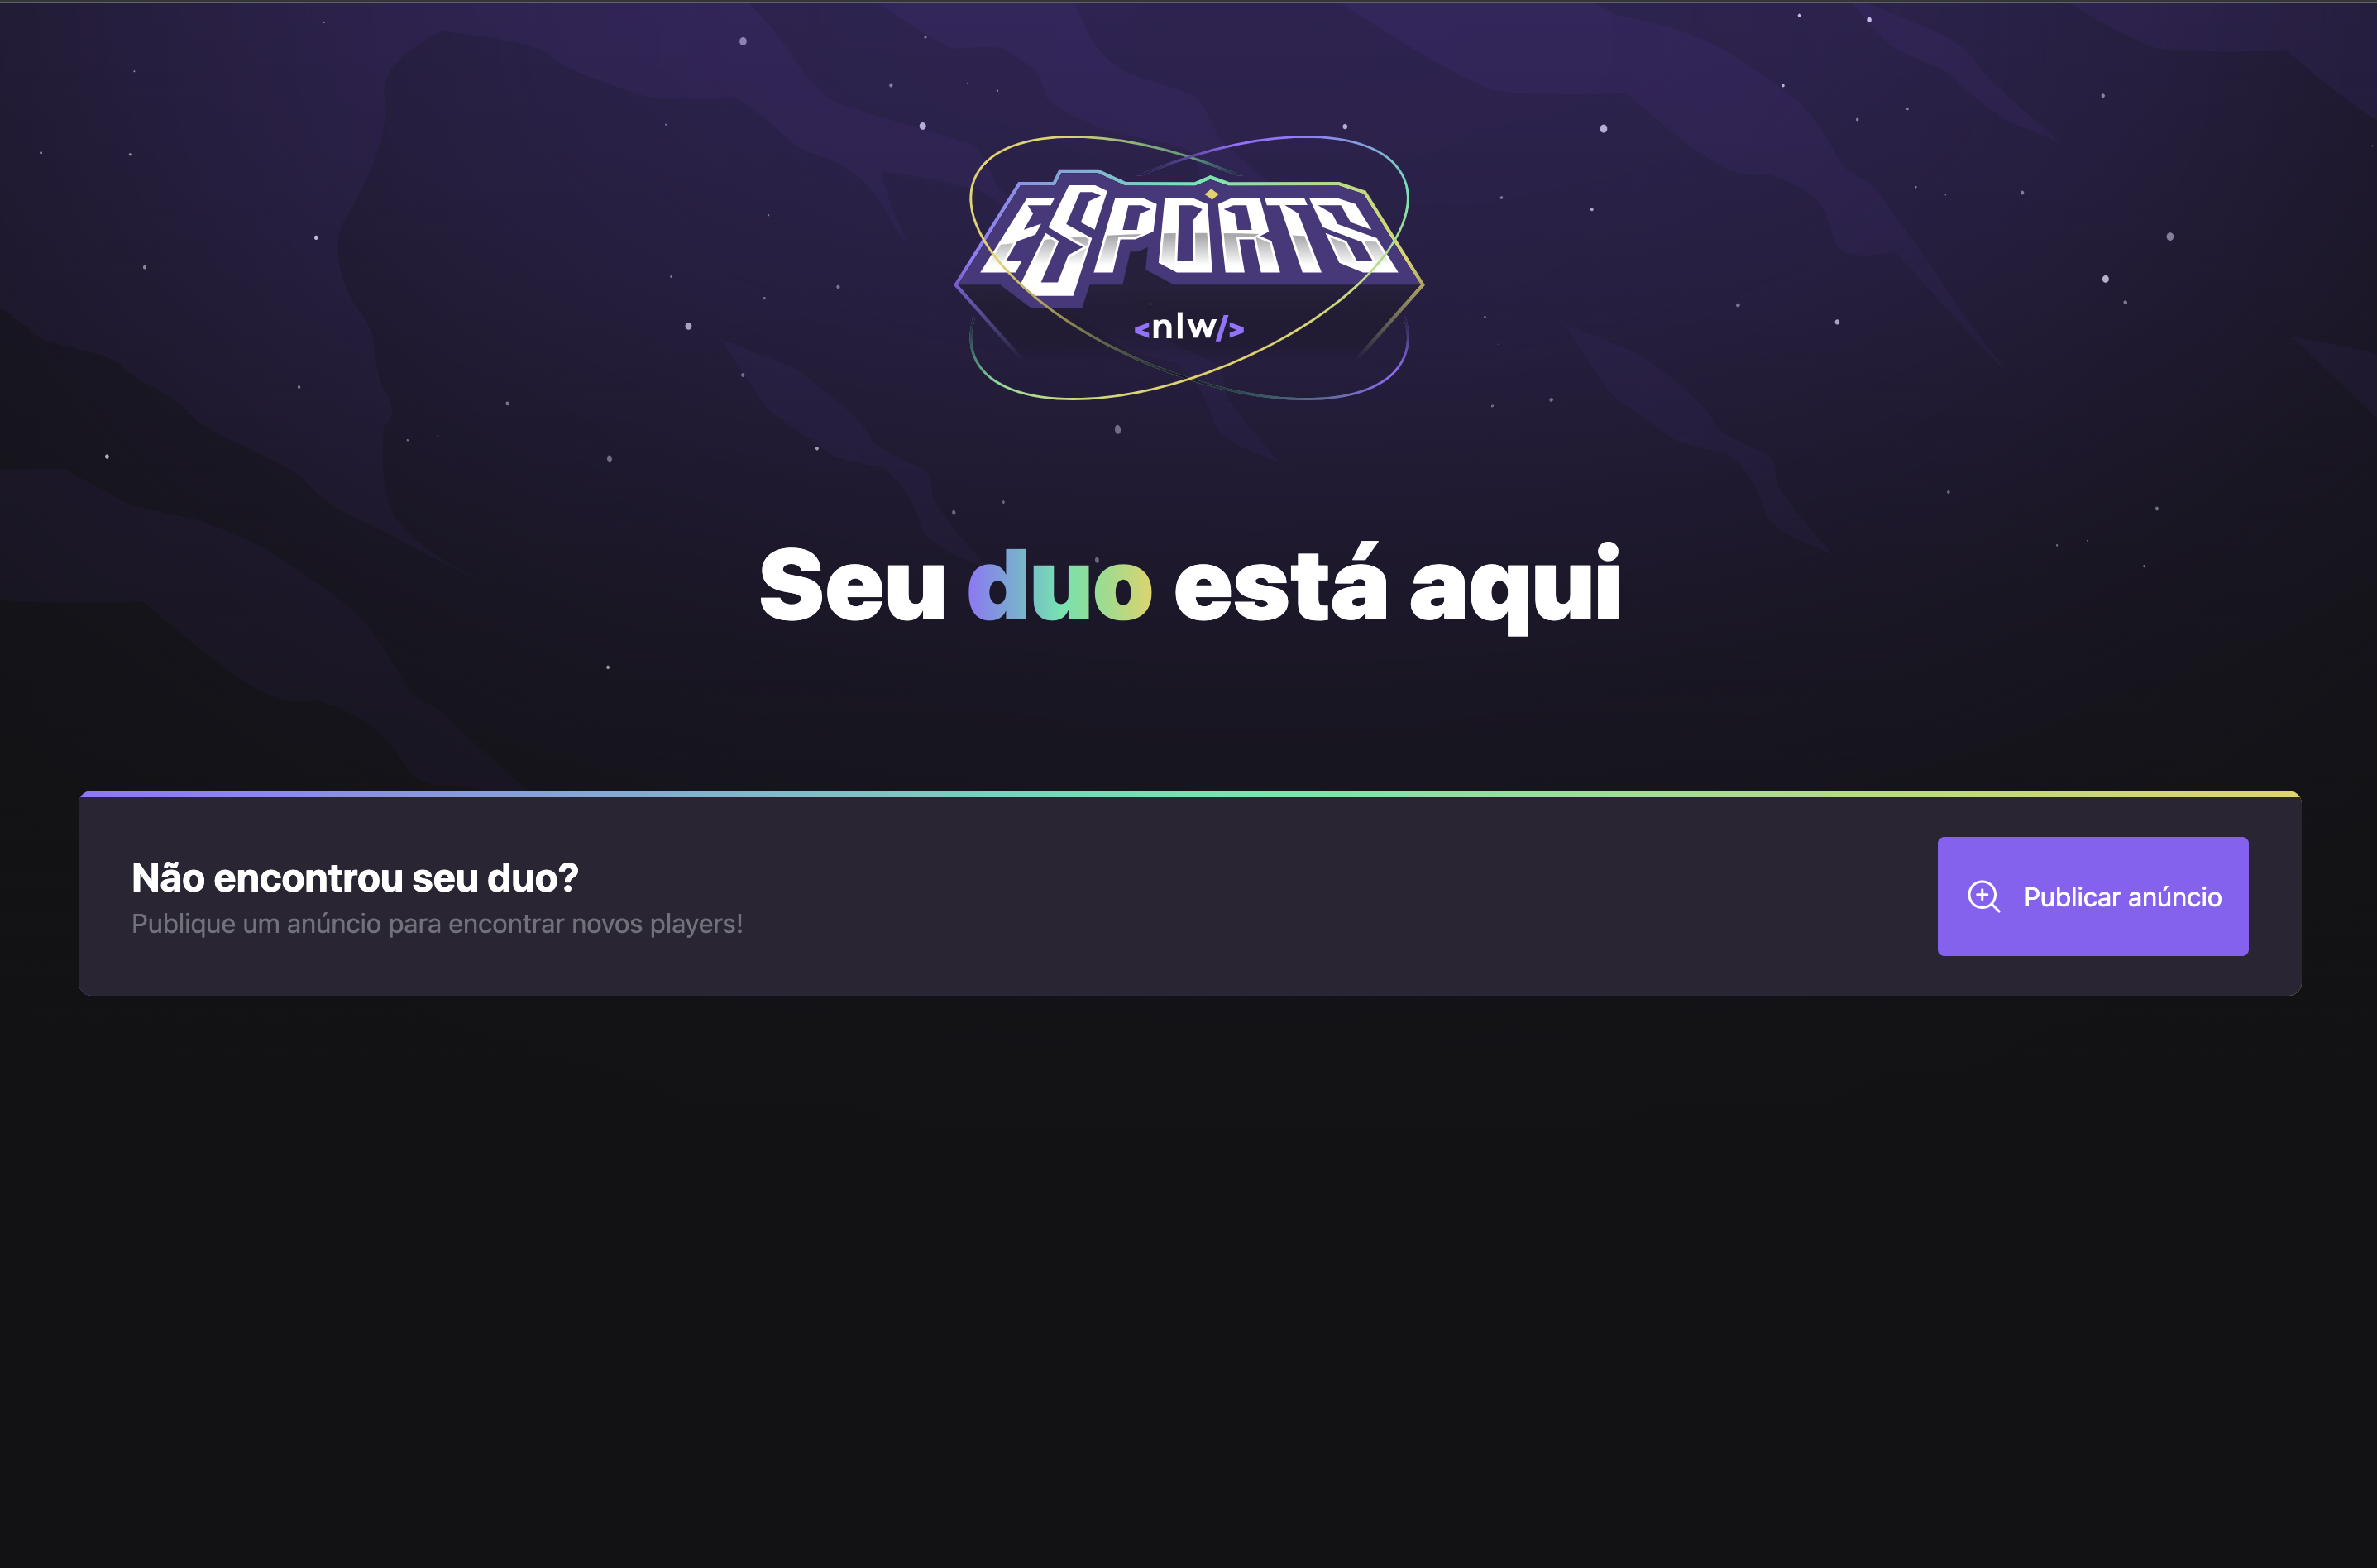 ESPORTS
<nlw/>
Seu duo está aqui
Não encontrou seu duo?
Publique um anúncio para encontrar novos players!
Publicar anúncio